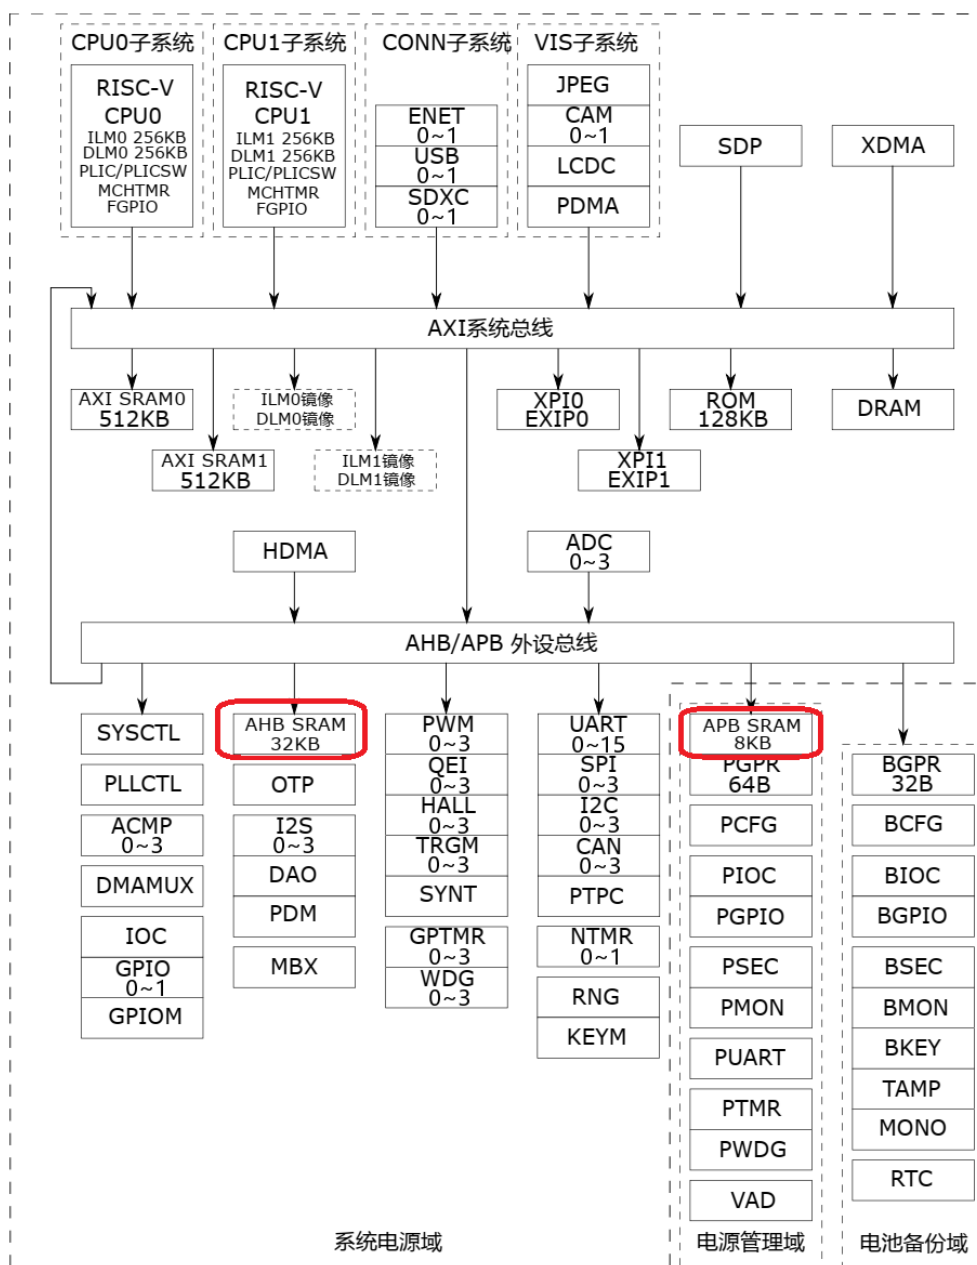 CPU0子系统
CPU1子系统
CONN子系统
VIS子系统
RISC-V
CPU0
ILM0 256KB
DLM0 256KB
PLIC/PLICSW
MCHTMR
FGPIO
RISC-V
CPU1
ILM1 256KB
DLM1 256KB
PLIC/PLICSW
MCHTMR
FGPIO
ENET
0~1
USB
0~1
SDXC
0~1
JPEG
CAM
0~1
LCDC
PDMA
SDP
XDMA
AXI系统总线
AXI SRAM0
512KB
AXI SRAM1
512KB
ILM0镜像
DLM0镜像
ILM1镜像
DLM1镜像
XPI0
EXIP0
XPI1
EXIP1
ROM
128KB
DRAM
HDMA
ADC
0~3
AHB/APB 外设总线
SYSCTL
PLLCTL
ACMP
0~3
DMAMUX
IOC
GPIO
0~1
GPIOM
AHB SRAM
32KB
OTP
I2S
0~3
DAO
PDM
MBX
PWM
0~3
QEI
0~3
HALL
0~3
TRGM
0~3
SYNT
GPTMR
0~3
WDG
0~3
UART
0~15
SPI
0~3
I2C
0~3
CAN
0~3
PTPC
NTMR
0~1
RNG
KEYM
APB SRAM
8KB
PGPR
64B
PCFG
PIOC
PGPIO
PSEC
PMON
PUART
PTMR
PWDG
VAD
BGPR
32B
BCFG
BIOC
BGPIO
BSEC
BMON
BKEY
TAMP
MONO
RTC
系统电源域
电源管理域
电池备份域